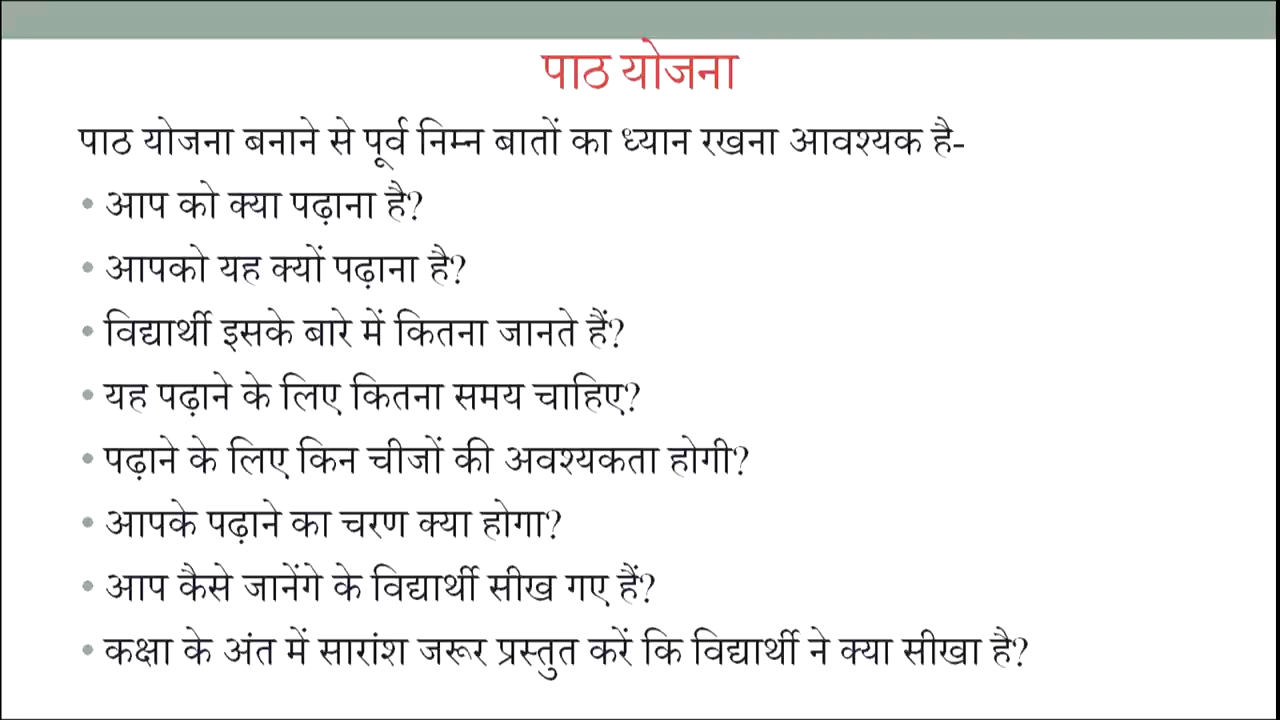 पाठ योजना
पाठ योजना बनाने से पूर्व निम्न बातों का ध्यान रखना आवश्यक है-
• आप को क्या पढ़ाना है?
• आपको यह क्यों पढ़ाना है?
• विद्यार्थी इसके बारे में कितना जानते हैं?
• यह पढ़ाने के लिए कितना समय चाहिए?
• पढ़ाने के लिए किन चीजों की अवश्यकता होगी?
• आपके पढ़ाने का चरण क्या होगा?
• आप कैसे जानेंगे के विद्यार्थी सीख गए हैं?
• कक्षा के अंत में सारांश जरूर प्रस्तुत करें कि विद्यार्थी ने क्या सीखा है?